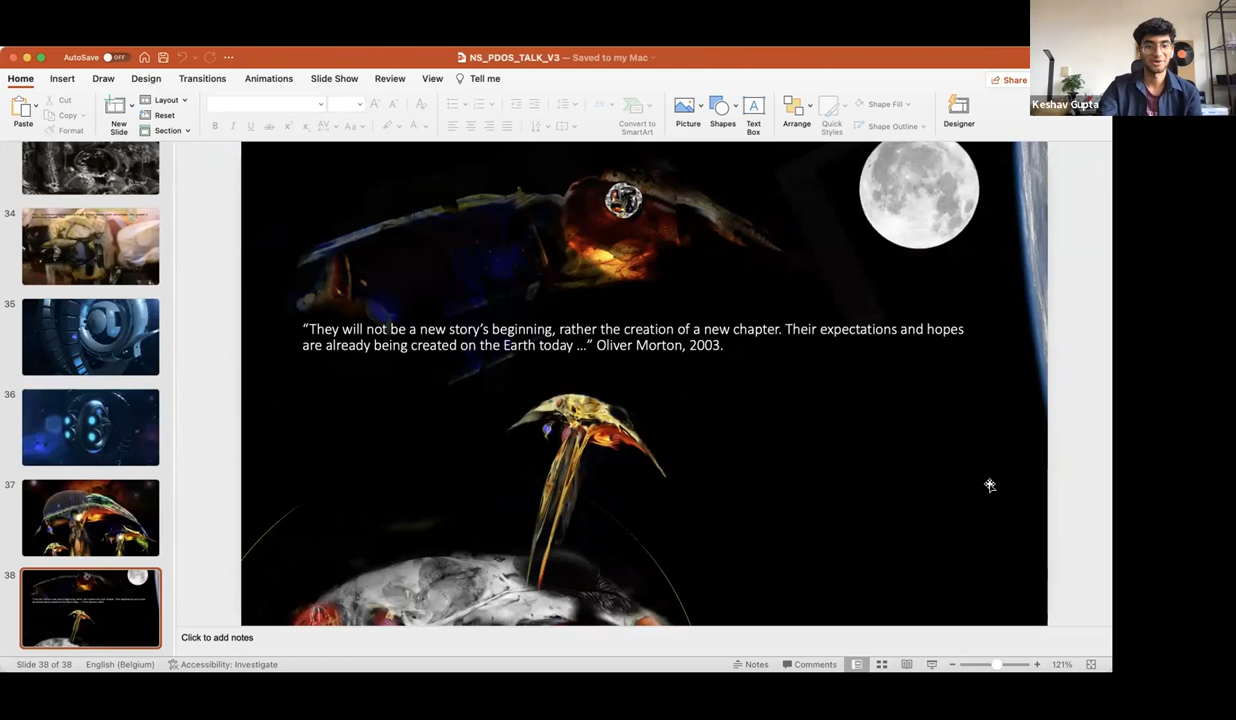 AutoSave OFF
NS_PDOS_TALK_V3 — Saved to my Mac
Home Insert Draw Design Transitions Animations Slide Show Review View Tell me
Share
Paste
Cut
Copy
Format
New Slide
Layout
Reset
Section
Convert to SmartArt
Picture
Shapes
Text Box
Arrange
Quick Styles
Shape Fill
Shape Outline
Designer
Keshav Gupta
34
35
36
37
38
“They will not be a new story’s beginning, rather the creation of a new chapter. Their expectations and hopes
are already being created on the Earth today ...” Oliver Morton, 2003.
Click to add notes
Slide 38 of 38 English (Belgium) Accessibility: Investigate Notes Comments 121%